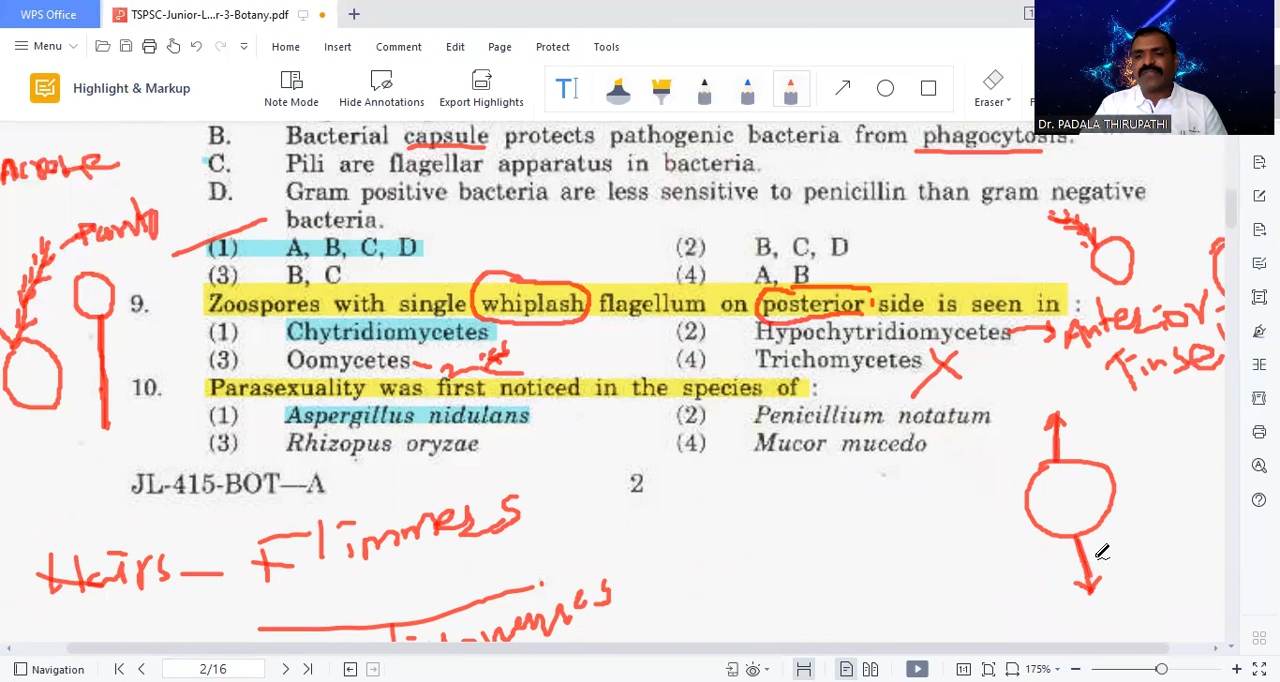 WPS Office
TSPSC-Junior-L...r-3-Botany.pdf
Menu
Home
Insert
Comment
Edit
Page
Protect
Tools
Highlight & Markup
Note Mode
Hide Annotations
Export Highlights
Eraser
Dr. PADALA THIRUPATHI
B. Bacterial capsule protects pathogenic bacteria from phagocytosis.
C. Pili are flagellar apparatus in bacteria.
D. Gram positive bacteria are less sensitive to penicillin than gram negative
bacteria.
(1) A, B, C, D (2) B, C, D
(3) B, C (4) A, B
9. Zoospores with single whiplash flagellum on posterior side is seen in :
(1) Chytridiomycetes (2) Hypochytridiomycetes
(3) Oomycetes (4) Trichomycetes
Anterior
Tinse
10. Parasexuality was first noticed in the species of :
(1) Aspergillus nidulans (2) Penicillium notatum
(3) Rhizopus oryzae (4) Mucor mucedo
JL-415-BOT—A 2
Hairs — Flimmess
Navigation
2/16
175%